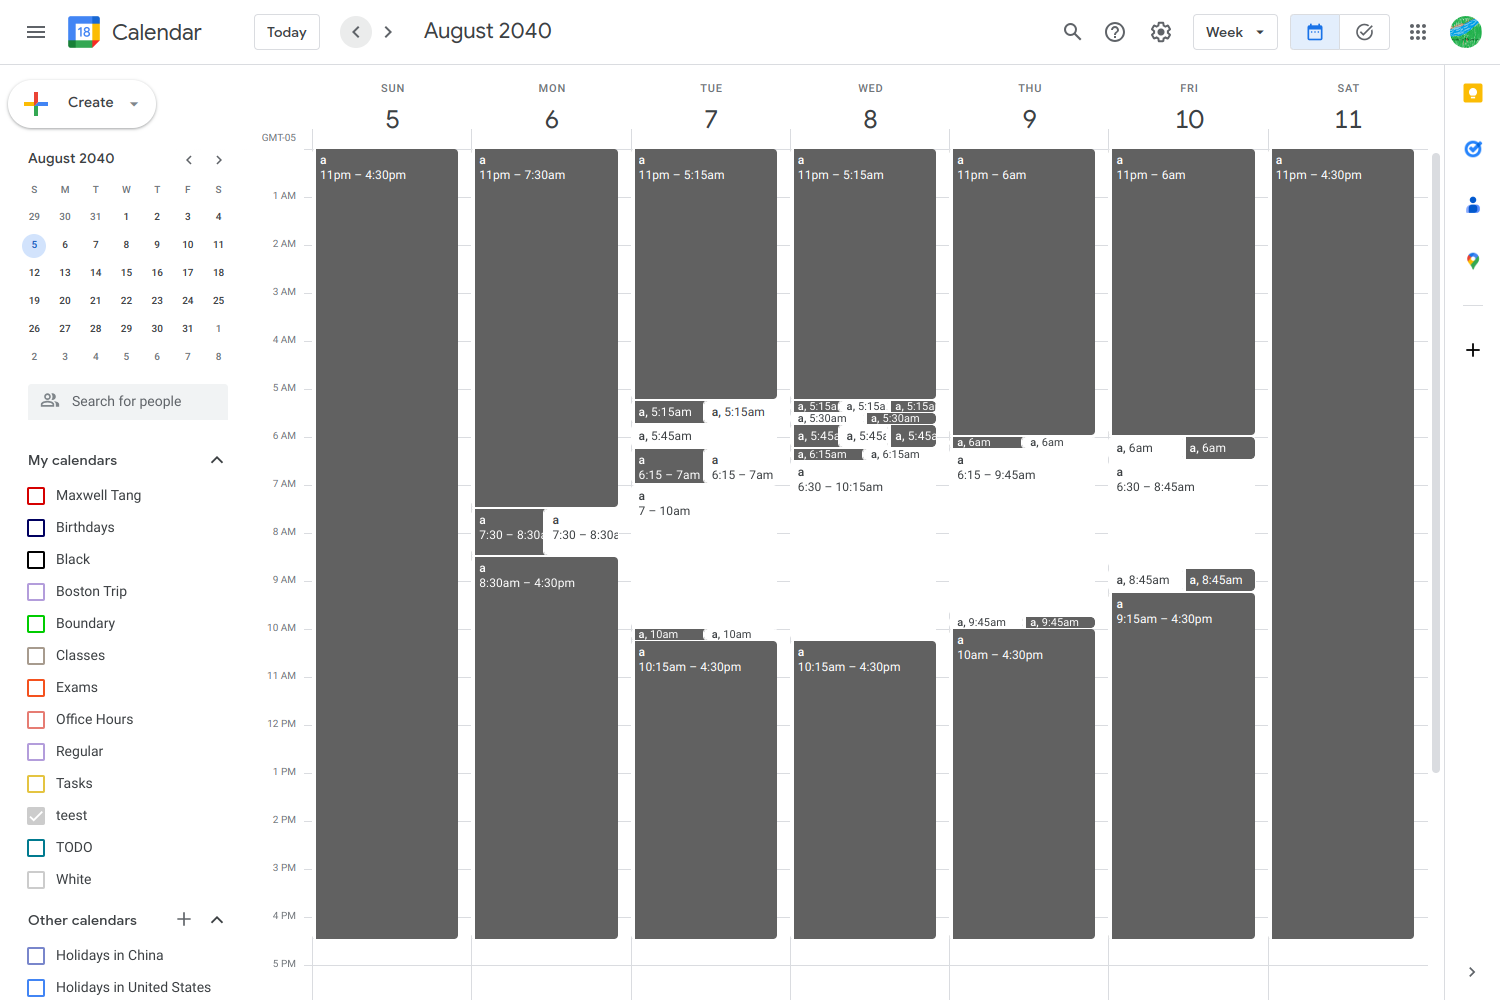 18 Calendar
Today
August 2040
Week
Create
August 2040
S M T W T F S
29 30 31 1 2 3 4
5 6 7 8 9 10 11
12 13 14 15 16 17 18
19 20 21 22 23 24 25
26 27 28 29 30 31 1
2 3 4 5 6 7 8
Search for people
My calendars
Maxwell Tang
Birthdays
Black
Boston Trip
Boundary
Classes
Exams
Office Hours
Regular
Tasks
teest
TODO
White
Other calendars
Holidays in China
Holidays in United States
GMT-05
1 AM
2 AM
3 AM
4 AM
5 AM
6 AM
7 AM
8 AM
9 AM
10 AM
11 AM
12 PM
1 PM
2 PM
3 PM
4 PM
5 PM
SUN
5
a
11pm – 4:30pm
MON
6
a
11pm – 7:30am
a
7:30 – 8:30a
a
7:30 – 8:30a
a
8:30am – 4:30pm
TUE
7
a
11pm – 5:15am
a, 5:15am
a, 5:15am
a, 5:45am
a
6:15 – 7am
a
6:15 – 7am
a
7 – 10am
a, 10am
a, 10am
a
10:15am – 4:30pm
WED
8
a
11pm – 5:15am
a, 5:15a
a, 5:15a
a, 5:15a
a, 5:30am
a, 5:30am
a, 5:45a
a, 5:45a
a, 5:45a
a, 6:15am
a, 6:15am
a
6:30 – 10:15am
a
10:15am – 4:30pm
THU
9
a
11pm – 6am
a, 6am
a, 6am
a
6:15 – 9:45am
a, 9:45am
a, 9:45am
a
10am – 4:30pm
FRI
10
a
11pm – 6am
a, 6am
a, 6am
a
6:30 – 8:45am
a, 8:45am
a, 8:45am
a
9:15am – 4:30pm
SAT
11
a
11pm – 4:30pm